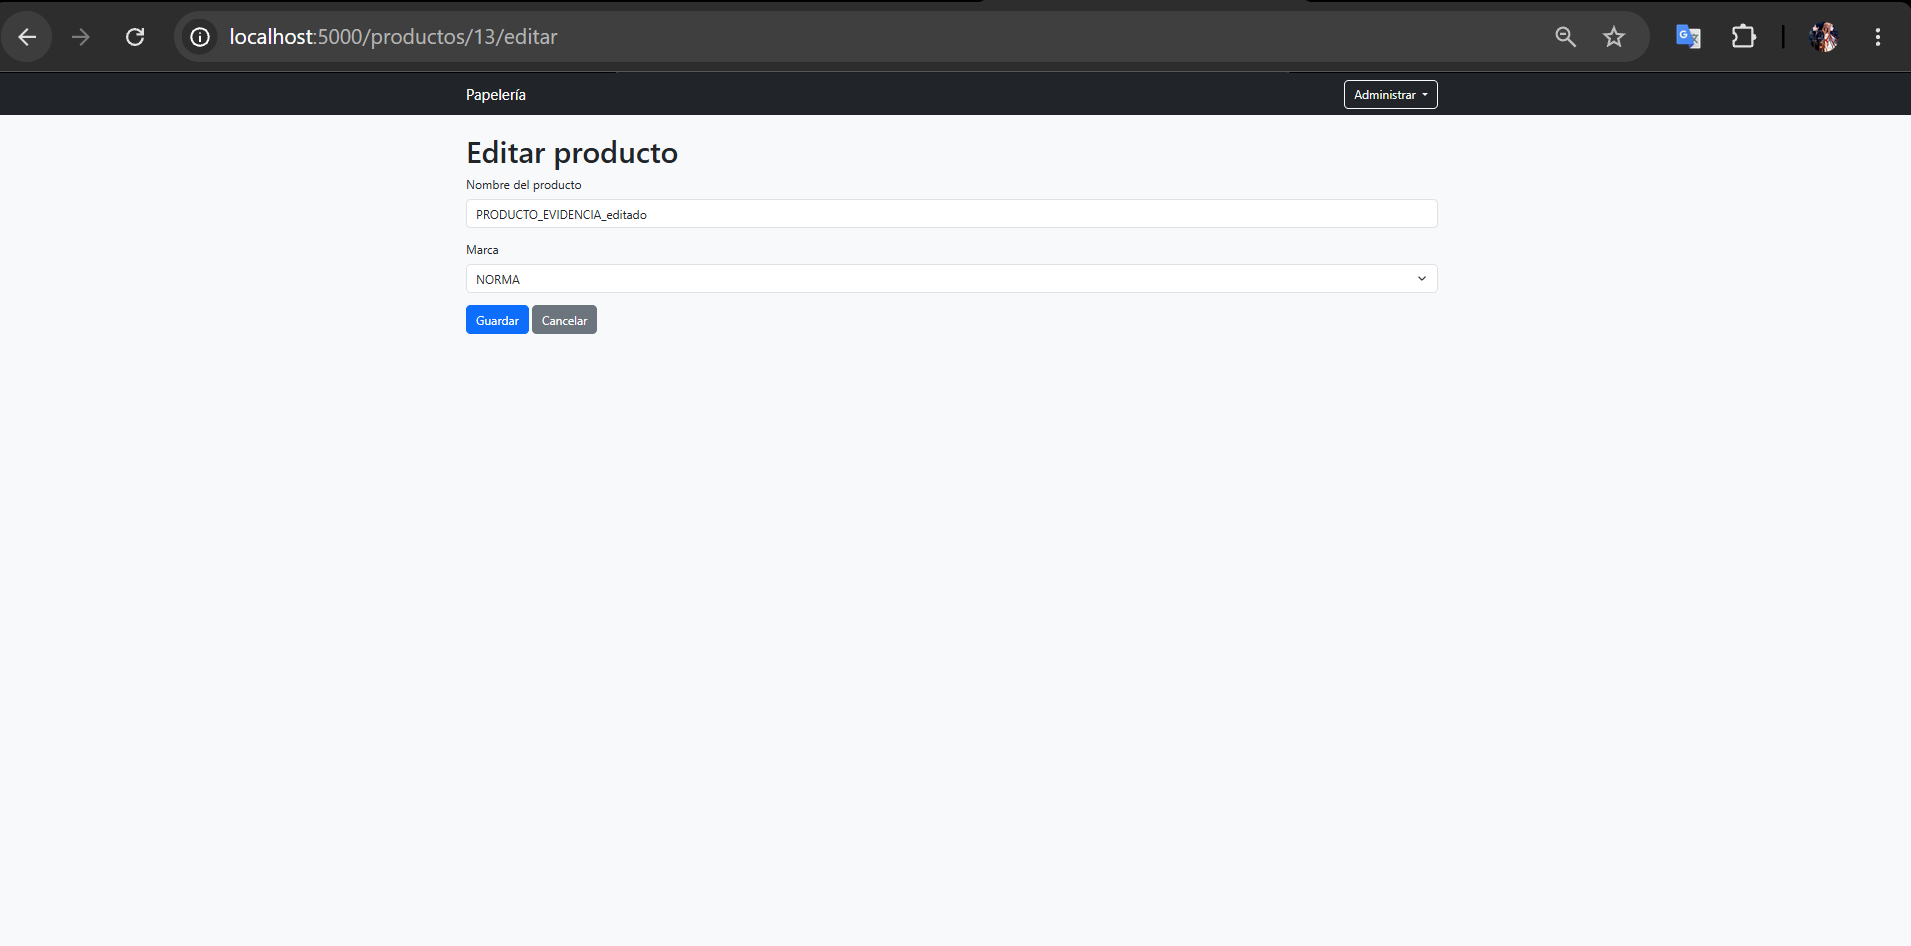 localhost:5000/productos/13/editar
Papelería
Administrar
Editar producto
Nombre del producto
PRODUCTO_EVIDENCIA_editado
Marca
NORMA
Guardar Cancelar